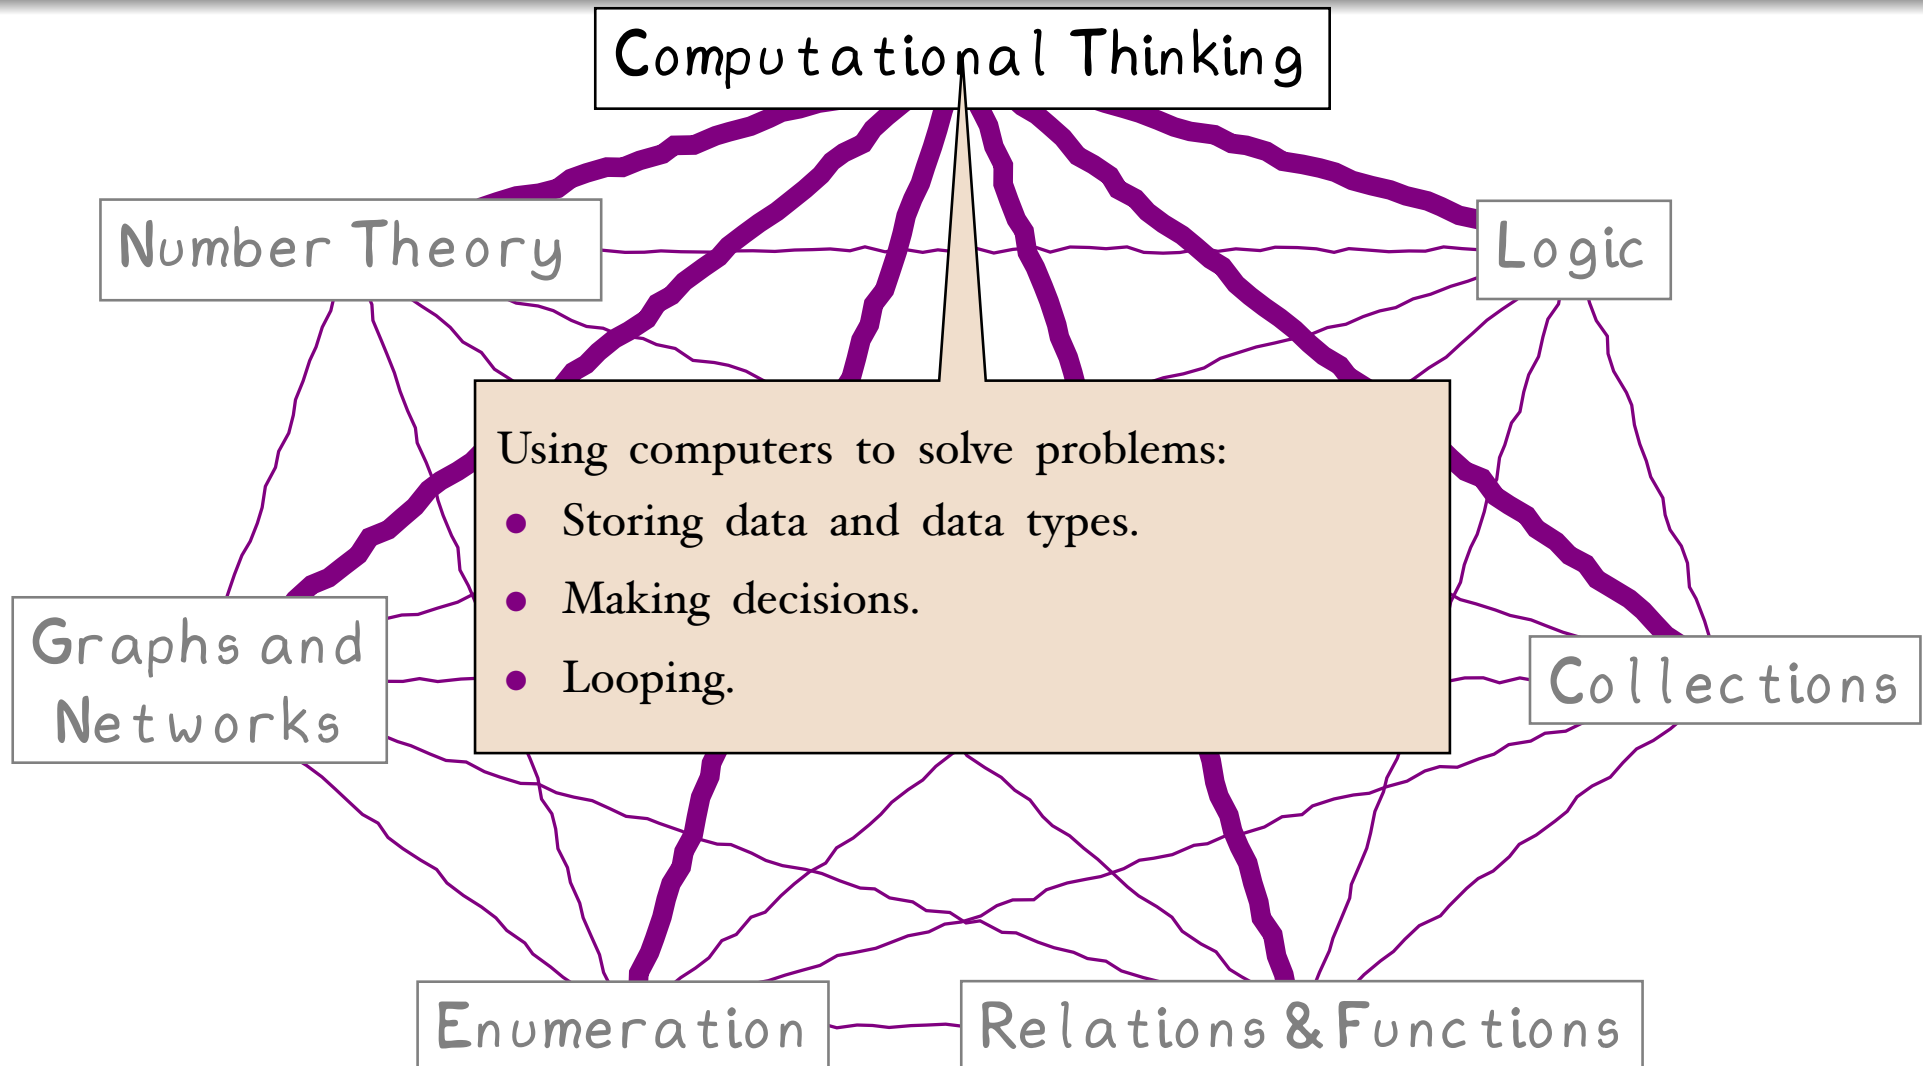 Computational Thinking
Number Theory
Logic
Using computers to solve problems:
• Storing data and data types.
• Making decisions.
• Looping.
Graphs and
Networks
Collections
Enumeration
Relations & Functions